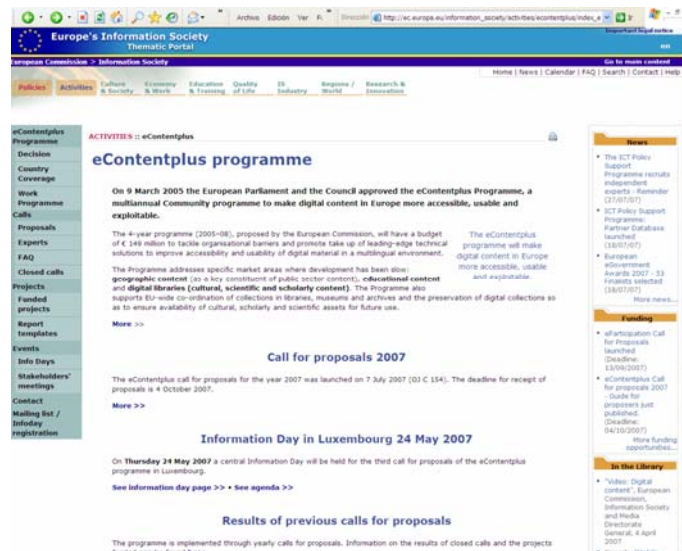 Archivo Edición Ver
http://ec.europa.eu/information_society/activities/econtentplus/index_e
Ir
Important legal notice
Europe's Information Society
Thematic Portal
en
European Commission > Information Society
Go to main content
Home | News | Calendar | FAQ | Search | Contact | Help
Policies
Activities
Culture & Society
Economy & Work
Education & Training
Quality of Life
IS Industry
Regions / World
Research & Innovation
eContentplus Programme
Decision
Country Coverage
Work Programme
Calls
Proposals
Experts
FAQ
Closed calls
Projects
Funded projects
Report templates
Events
Info Days
Stakeholders' meetings
Contact
Mailing list / Infoday registration
ACTIVITIES :: eContentplus
eContentplus programme
On 9 March 2005 the European Parliament and the Council approved the eContentplus Programme, a
multiannual Community programme to make digital content in Europe more accessible, usable and
exploitable.
The 4-year programme (2005-08), proposed by the European Commission, will have a budget
of € 149 million to tackle organisational barriers and promote take up of leading-edge technical
solutions to improve accessibility and usability of digital material in a multilingual environment.
The eContentplus
programme will make
digital content in Europe
more accessible, usable
and exploitable.
The Programme addresses specific market areas where development has been slow:
geographic content (as a key constituent of public sector content), educational content
and digital libraries (cultural, scientific and scholarly content). The Programme also
supports EU-wide co-ordination of collections in libraries, museums and archives and the preservation of digital collections so
as to ensure availability of cultural, scholarly and scientific assets for future use.
More >>
Call for proposals 2007
The eContentplus call for proposals for the year 2007 was launched on 7 July 2007 (OJ C 154). The deadline for receipt of
proposals is 4 October 2007.
More >>
Information Day in Luxembourg 24 May 2007
On Thursday 24 May 2007 a central Information Day will be held for the third call for proposals of the eContentplus
programme in Luxembourg.
See information day page >> • See agenda >>
Results of previous calls for proposals
The programme is implemented through yearly calls for proposals. Information on the results of closed calls and the projects
News
• The ICT Policy
Support
Programme recruits
independent
experts - Reminder
(27/07/07)
• ICT Policy Support
Programme:
Partner Database
launched
(18/07/07)
• European
eGovernment
Awards 2007 - 53
Finalists selected
(18/07/07)
More news...
Funding
• eParticipation Call
for Proposals
launched
(Deadline:
13/09/2007)
• eContentplus Call
for proposals 2007
- Guide for
proposers just
published.
(Deadline:
04/10/2007)
More funding
opportunities...
In the Library
• "Video: Digital
content", European
Commission,
Information Society
and Media
Directorate
General, 4 April
2007